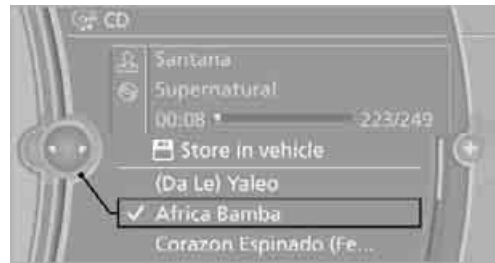 CD
Santana
Supernatural
00:08 223/249
Store in vehicle
(Da Le) Yaleo
Africa Bamba
Corazon Espinado (Fe...